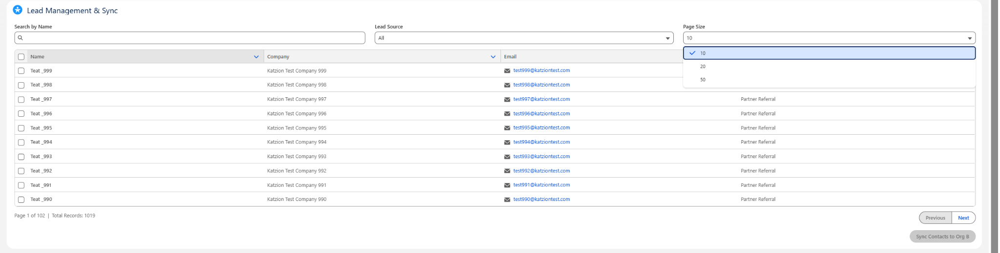 Lead Management & Sync
Search by Name Lead Source Page Size
All 10
10
20
50
Name Company Email
Teat _999 Katzion Test Company 999 test999@katziontest.com
Teat _998 Katzion Test Company 998 test998@katziontest.com
Teat _997 Katzion Test Company 997 test997@katziontest.com Partner Referral
Teat _996 Katzion Test Company 996 test996@katziontest.com Partner Referral
Teat _995 Katzion Test Company 995 test995@katziontest.com Partner Referral
Teat _994 Katzion Test Company 994 test994@katziontest.com Partner Referral
Teat _993 Katzion Test Company 993 test993@katziontest.com Partner Referral
Teat _992 Katzion Test Company 992 test992@katziontest.com Partner Referral
Teat _991 Katzion Test Company 991 test991@katziontest.com Partner Referral
Teat _990 Katzion Test Company 990 test990@katziontest.com Partner Referral
Page 1 of 102 | Total Records: 1019
Previous Next
Sync Contacts to Org B